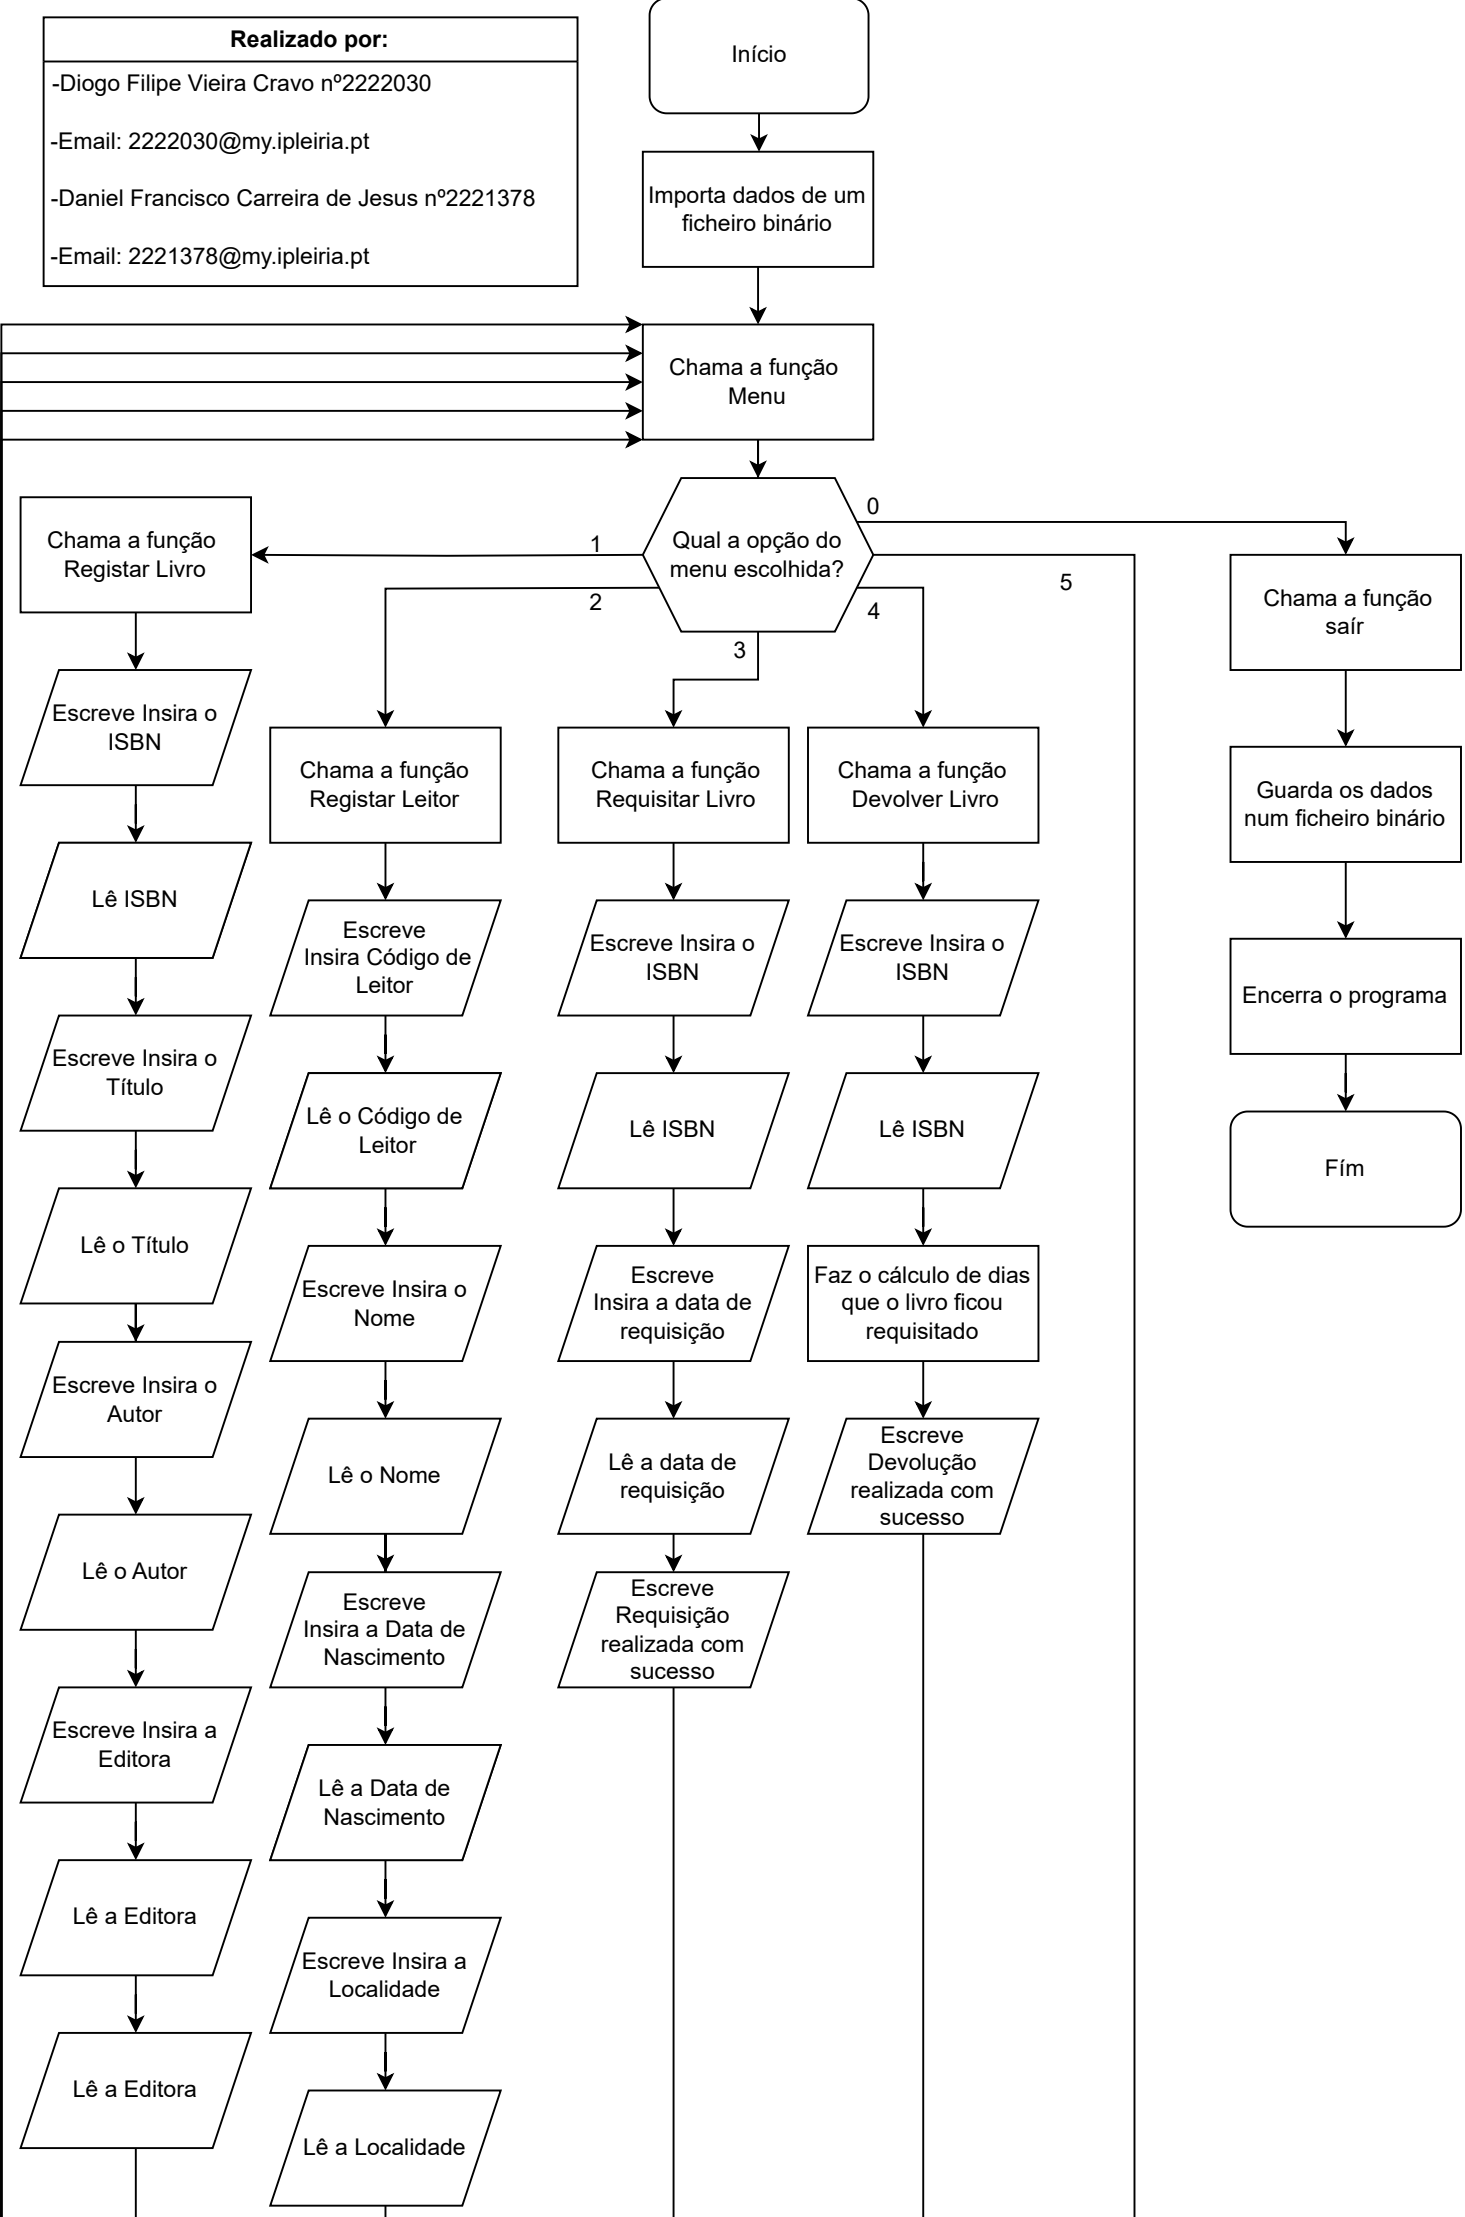 Realizado por:
-Diogo Filipe Vieira Cravo nº2222030
-Email: 2222030@my.ipleiria.pt
-Daniel Francisco Carreira de Jesus nº2221378
-Email: 2221378@my.ipleiria.pt
Início
Importa dados de um
ficheiro binário
Chama a função
Menu
Qual a opção do
menu escolhida?
0
1
2
3
4
5
Chama a função
Registar Livro
Escreve Insira o
ISBN
Lê ISBN
Escreve Insira o
Título
Lê o Título
Escreve Insira o
Autor
Lê o Autor
Escreve Insira a
Editora
Lê a Editora
Lê a Editora
Chama a função
Registar Leitor
Escreve
Insira Código de
Leitor
Lê o Código de
Leitor
Escreve Insira o
Nome
Lê o Nome
Escreve
Insira a Data de
Nascimento
Lê a Data de
Nascimento
Escreve Insira a
Localidade
Lê a Localidade
Chama a função
Requisitar Livro
Escreve Insira o
ISBN
Lê ISBN
Escreve
Insira a data de
requisição
Lê a data de
requisição
Escreve
Requisição
realizada com
sucesso
Chama a função
Devolver Livro
Escreve Insira o
ISBN
Lê ISBN
Faz o cálculo de dias
que o livro ficou
requisitado
Escreve
Devolução
realizada com
sucesso
Chama a função
saír
Guarda os dados
num ficheiro binário
Encerra o programa
Fím